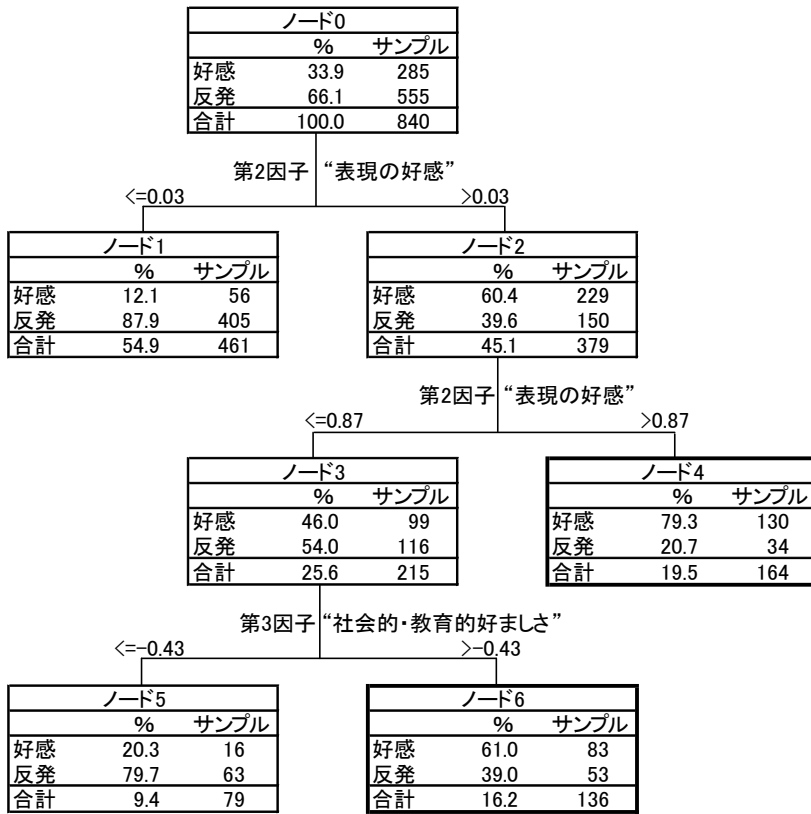 ノード0
% サンプル
好感 33.9 285
反発 66.1 555
合計 100.0 840
第2因子 “表現の好感”
<=0.03 >0.03
ノード1
% サンプル
好感 12.1 56
反発 87.9 405
合計 54.9 461
ノード2
% サンプル
好感 60.4 229
反発 39.6 150
合計 45.1 379
第2因子 “表現の好感”
<=0.87 >0.87
ノード3
% サンプル
好感 46.0 99
反発 54.0 116
合計 25.6 215
ノード4
% サンプル
好感 79.3 130
反発 20.7 34
合計 19.5 164
第3因子 “社会的・教育的好ましさ”
<=-0.43 >-0.43
ノード5
% サンプル
好感 20.3 16
反発 79.7 63
合計 9.4 79
ノード6
% サンプル
好感 61.0 83
反発 39.0 53
合計 16.2 136